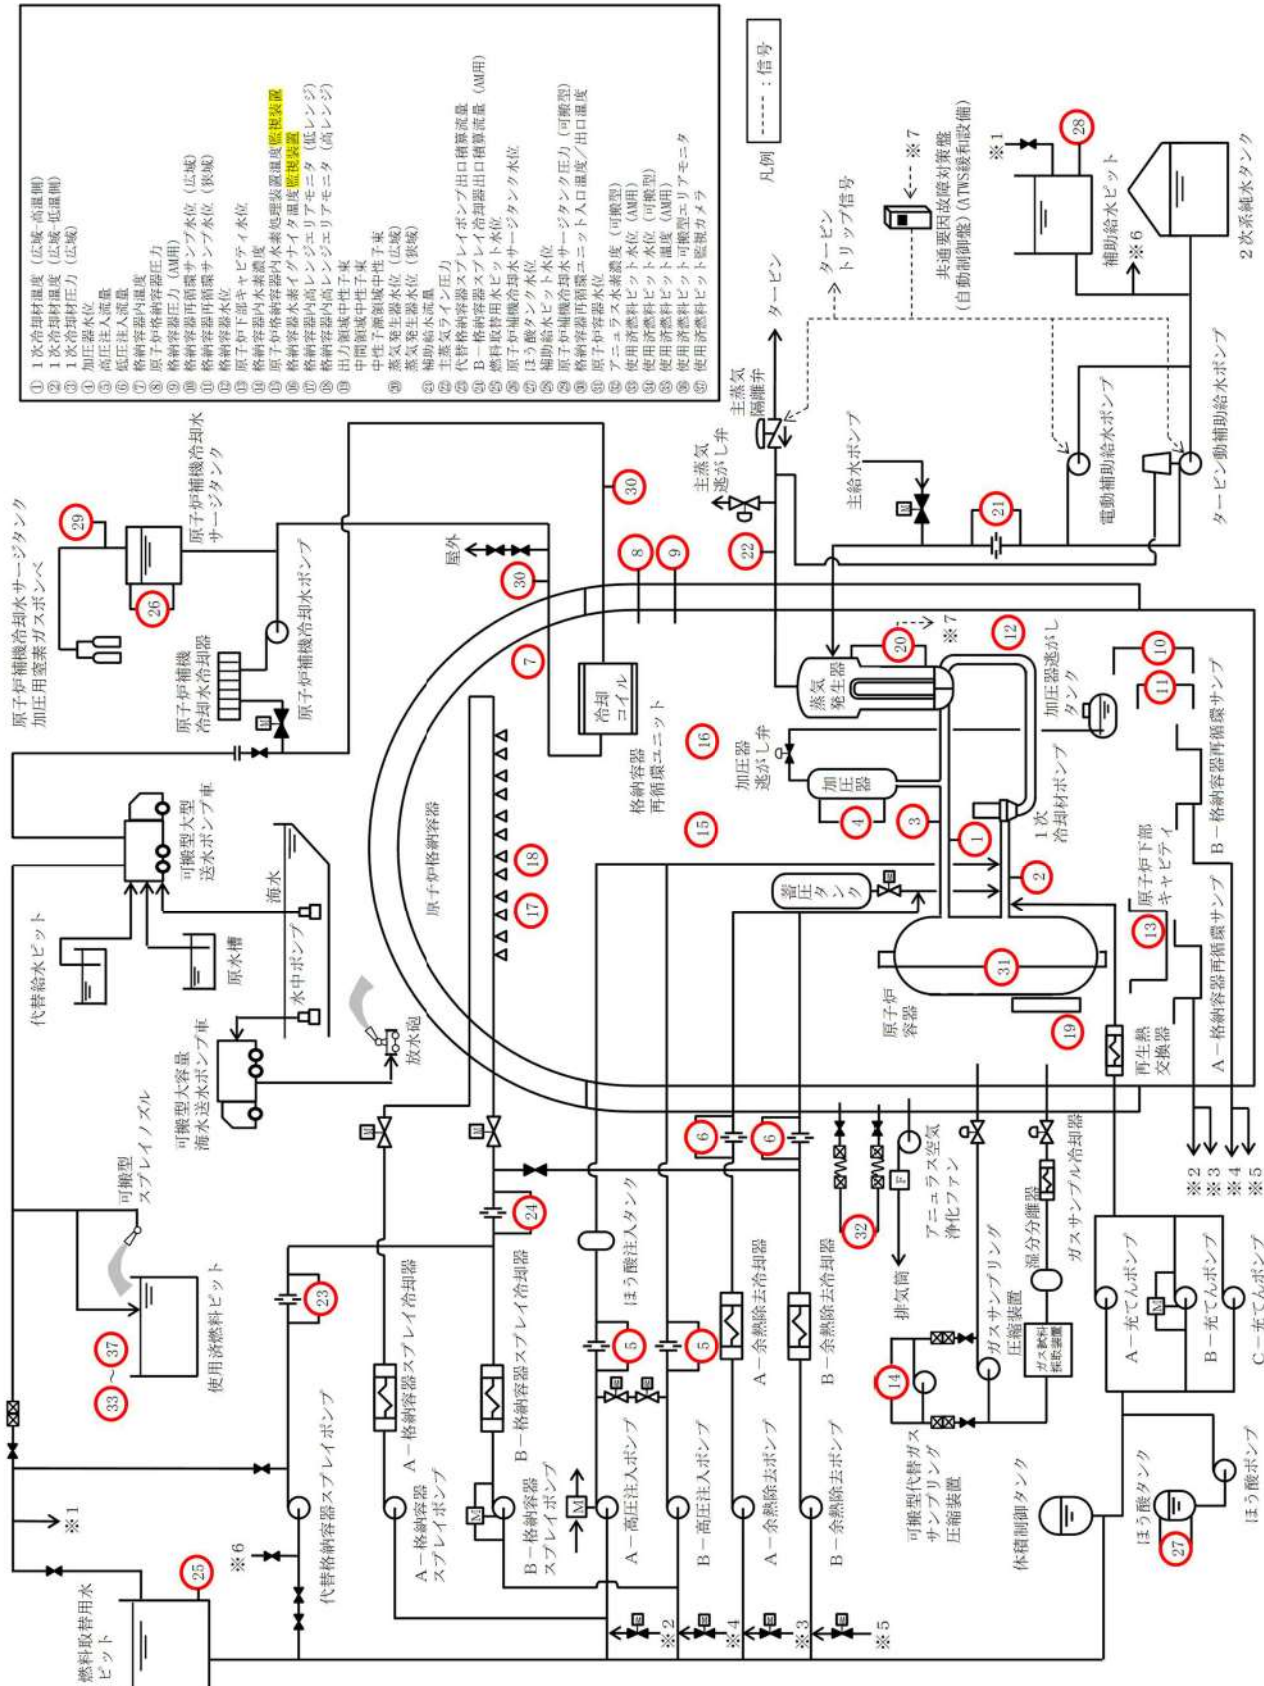 ① 1次冷却材温度（広域-高温側）
② 1次冷却材温度（広域-低温側）
③ 1次冷却材圧力（広域）
④ 加圧器水位
⑤ 高圧注入流量
⑥ 低圧注入流量
⑦ 格納容器内温度
⑧ 原子炉格納容器圧力
⑨ 格納容器圧力（AM用）
⑩ 格納容器再循環サンプ水位（広域）
⑪ 格納容器再循環サンプ水位（狭域）
⑫ 格納容器水位
⑬ 原子炉下部キャビティ水位
⑭ 格納容器内水素濃度
⑮ 原子炉格納容器内水素処理装置温度監視装置
⑯ 格納容器水素イグナイタ温度監視装置
⑰ 格納容器内高レンジエリアモニタ（低レンジ）
⑱ 格納容器内高レンジエリアモニタ（高レンジ）
⑲ 出力領域中性子束
中間領域中性子束
中性子源領域中性子束
⑳ 蒸気発生器水位（広域）
蒸気発生器水位（狭域）
㉑ 補助給水流量
㉒ 主蒸気ライン圧力
㉓ 代替格納容器スプレイポンプ出口積算流量
㉔ B－格納容器スプレイ冷却器出口積算流量（AM用）
㉕ 燃料取替用水ピット水位
㉖ 原子炉補機冷却水サージタンク水位
㉗ ほう酸タンク水位
㉘ 補助給水ピット水位
㉙ 原子炉補機冷却水サージタンク圧力（可搬型）
㉚ 格納容器再循環ユニット入口温度／出口温度
㉛ 原子炉容器水位
㉜ アニュラス水素濃度（可搬型）
㉝ 使用済燃料ピット水位（AM用）
㉞ 使用済燃料ピット水位（可搬型）
㉟ 使用済燃料ピット温度（AM用）
㊱ 使用済燃料ピット可搬型エリアモニタ
㊲ 使用済燃料ピット監視カメラ
凡例
：信号
原子炉補機冷却水サージタンク
加圧用窒素ガスボンベ
29
26
原子炉補機冷却水
サージタンク
原子炉補機
冷却水冷却器
原子炉補機冷却水ポンプ
M
可搬型大型
送水ポンプ車
代替給水ピット
原水槽
海水
水中ポンプ
可搬型大容量
海水送水ポンプ車
放水砲
可搬型
スプレイノズル
使用済燃料ピット
33
～
37
※1
燃料取替用水
ピット
25
※6
代替格納容器スプレイポンプ
23
24
M
M
A－格納容器スプレイ冷却器
A－格納容器
スプレイポンプ
B－格納容器スプレイ冷却器
B－格納容器
スプレイポンプ
M
M
A－高圧注入ポンプ
B－高圧注入ポンプ
ほう酸注入タンク
5
5
A－余熱除去ポンプ
A－余熱除去冷却器
B－余熱除去ポンプ
B－余熱除去冷却器
6
6
※2
※4
※3
※5
原子炉格納容器
17
18
7
30
屋外
30
冷却
コイル
格納容器
再循環ユニット
8
9
15
16
主蒸気
逃がし弁
主蒸気
隔離弁
タービン
タービン
トリップ信号
※7
共通要因故障対策盤
(自動制御盤)(ATWS緩和設備)
※1
28
補助給水ピット
※6
2次系純水タンク
22
主給水ポンプ
M
21
電動補助給水ポンプ
タービン動補助給水ポンプ
蒸気
発生器
20
※7
12
加圧器
逃がし弁
加圧器
4
3
1
2
加圧器逃がし
タンク
10
11
1次
冷却材ポンプ
蓄圧タンク
31
原子炉
容器
19
原子炉下部
キャビティ
13
B－格納容器再循環サンプ
A－格納容器再循環サンプ
再生熱
交換器
※2
※3
※4
※5
32
F
アニュラス空気
浄化ファン
排気筒
ガスサンプリング
圧縮装置
14
可搬型代替ガス
サンプリング
圧縮装置
湿分分離器
ガスサンプル冷却器
ガス試料
採取装置
体積制御タンク
A－充てんポンプ
M
B－充てんポンプ
C－充てんポンプ
ほう酸タンク
27
ほう酸ポンプ